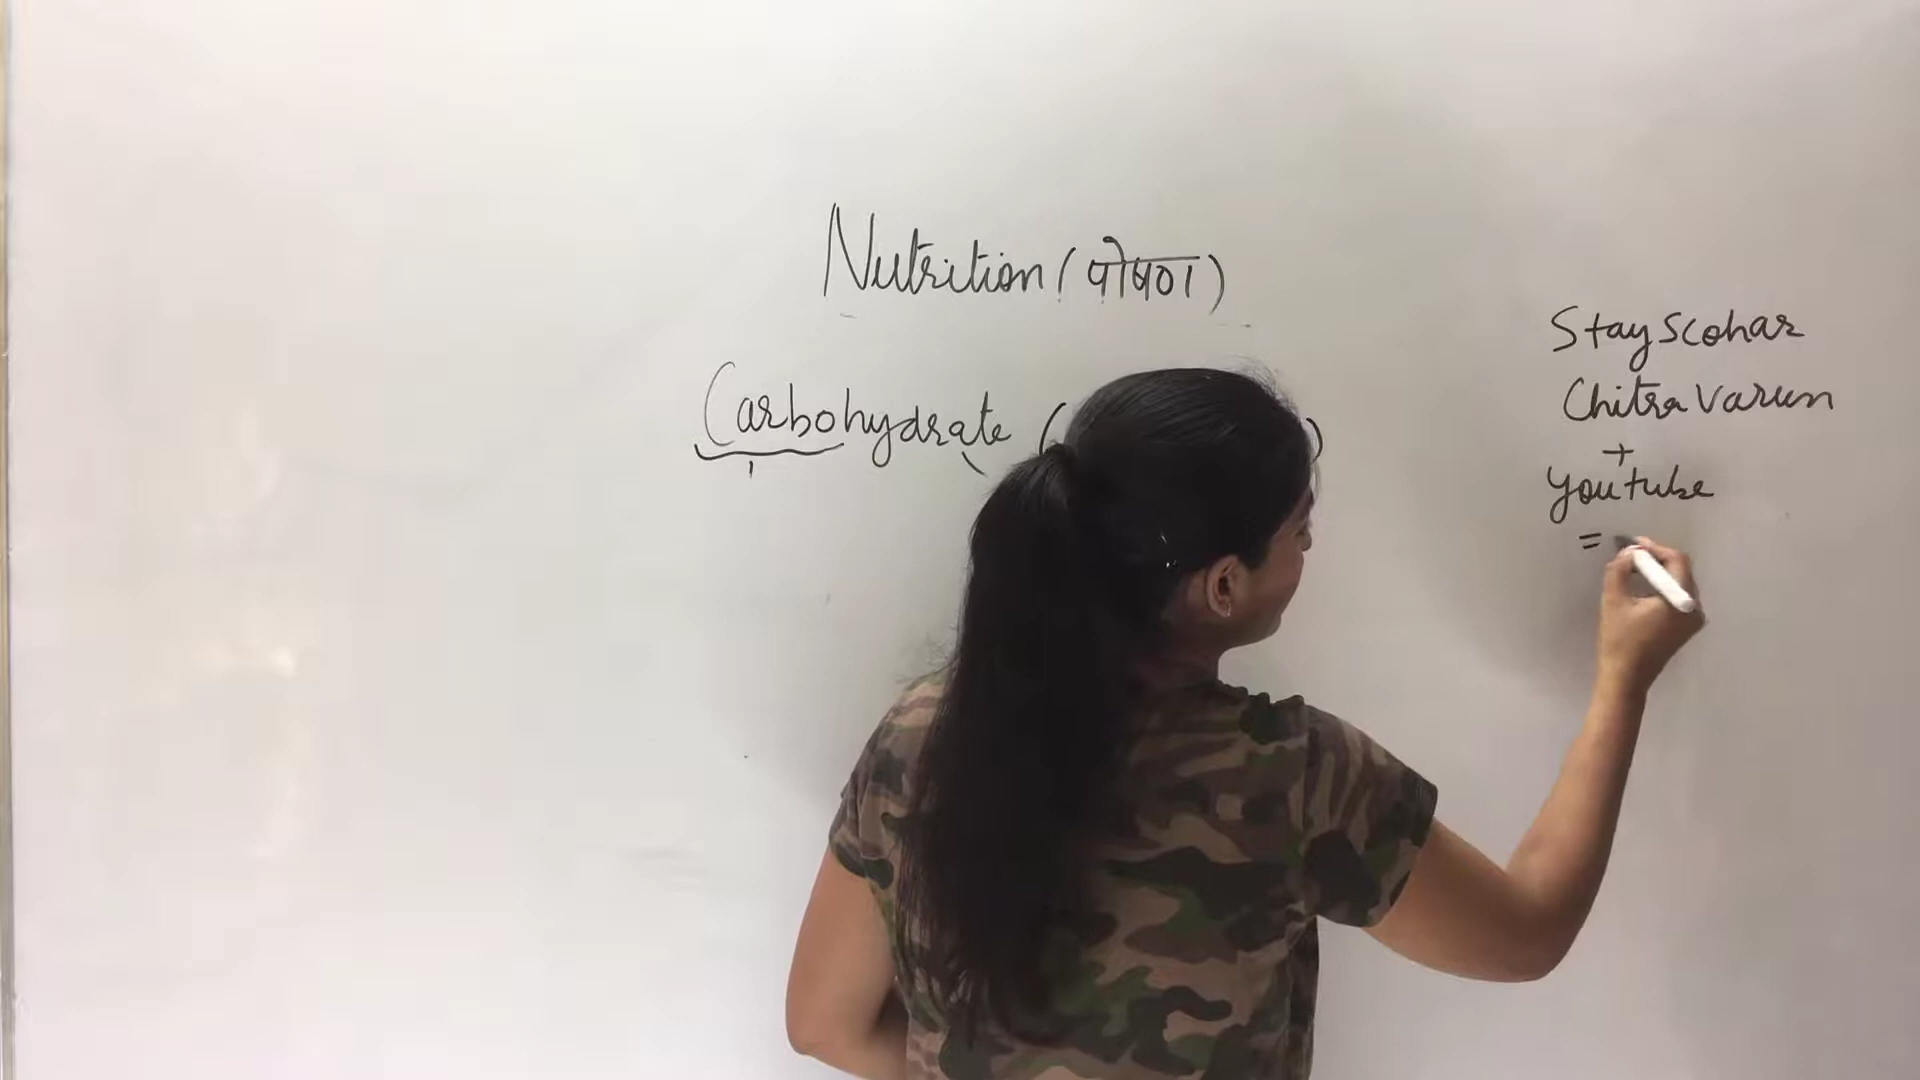 Nutrition (पोषण)
Carbohydrate ( )
Stay Scohar
Chitra Varun
+
Youtube
=